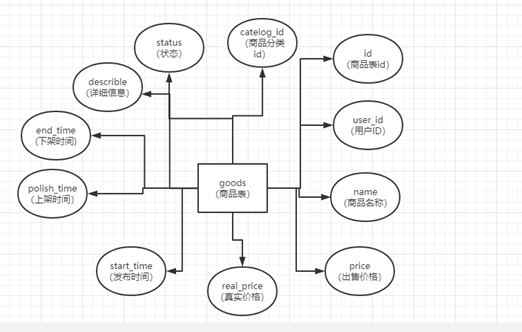 status
(状态)
catelog_id
(商品分类
id)
id
(商品表id)
describle
(详细信息)
user_id
(用户ID)
end_time
(下架时间)
polish_time
(上架时间)
goods
(商品表)
name
(商品名称)
start_time
(发布时间)
real_price
(真实价格)
price
(出售价格)